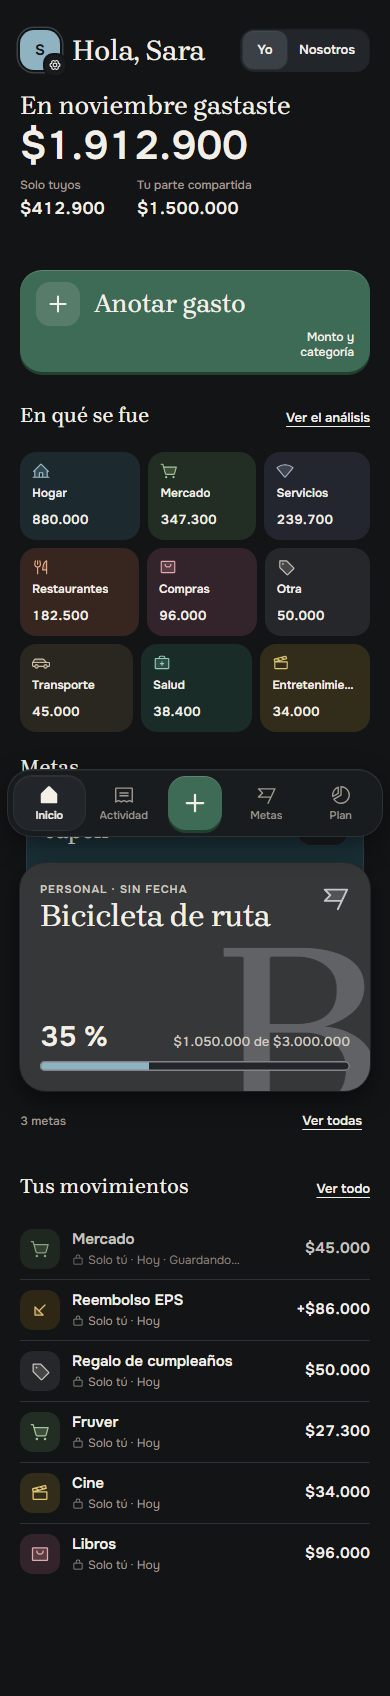 S
Hola, Sara
Yo
Nosotros
En noviembre gastaste
$1.912.900
Solo tuyos
Tu parte compartida
$412.900
$1.500.000
Anotar gasto
Monto y
categoría
En qué se fue
Ver el análisis
Hogar
880.000
Mercado
347.300
Servicios
239.700
Restaurantes
182.500
Compras
96.000
Otra
50.000
Transporte
45.000
Salud
38.400
Entretenimie...
34.000
Metas
Inicio
Actividad
Metas
Plan
PERSONAL · SIN FECHA
Bicicleta de ruta
B
35 %
$1.050.000 de $3.000.000
3 metas
Ver todas
Tus movimientos
Ver todo
Mercado
Solo tú · Hoy · Guardando...
$45.000
Reembolso EPS
Solo tú · Hoy
+$86.000
Regalo de cumpleaños
Solo tú · Hoy
$50.000
Fruver
Solo tú · Hoy
$27.300
Cine
Solo tú · Hoy
$34.000
Libros
Solo tú · Hoy
$96.000